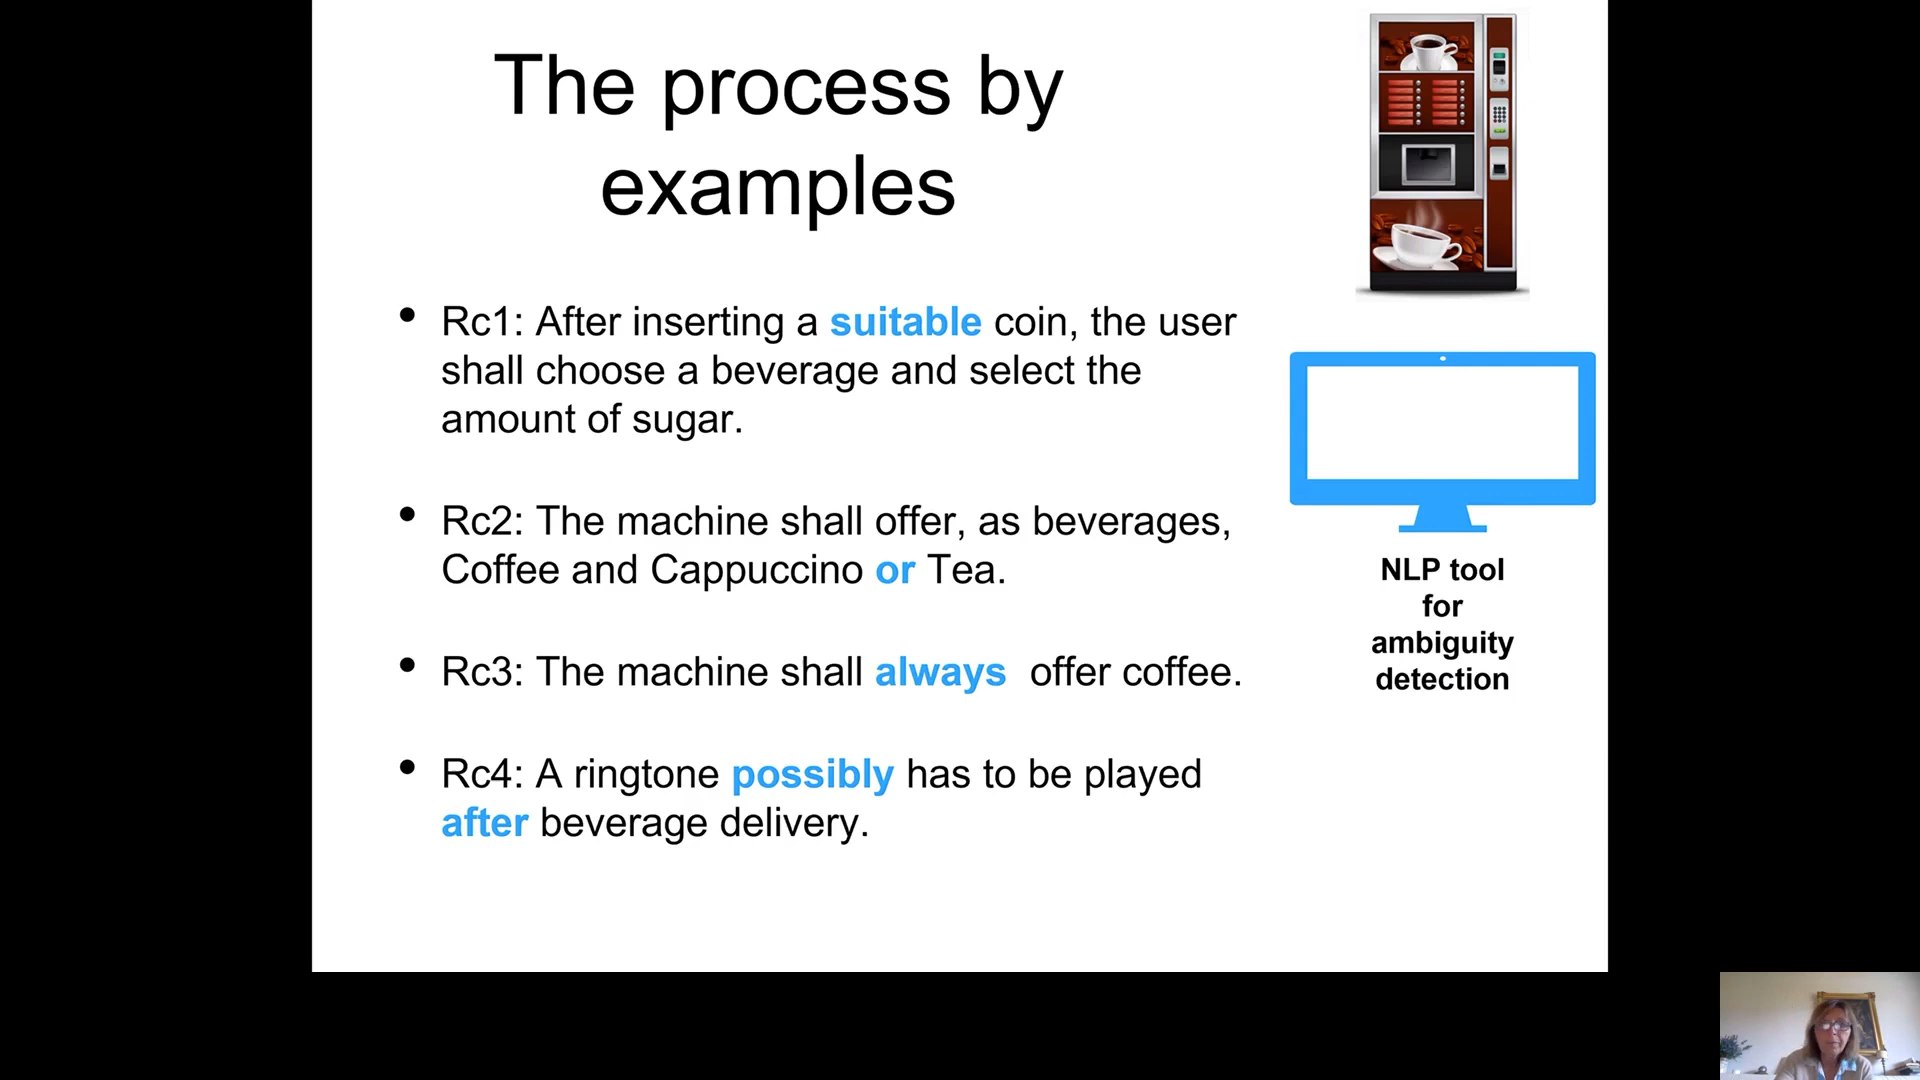 The process by
examples
• Rc1: After inserting a suitable coin, the user
shall choose a beverage and select the
amount of sugar.
• Rc2: The machine shall offer, as beverages,
Coffee and Cappuccino or Tea.
• Rc3: The machine shall always offer coffee.
• Rc4: A ringtone possibly has to be played
after beverage delivery.
NLP tool
for
ambiguity
detection